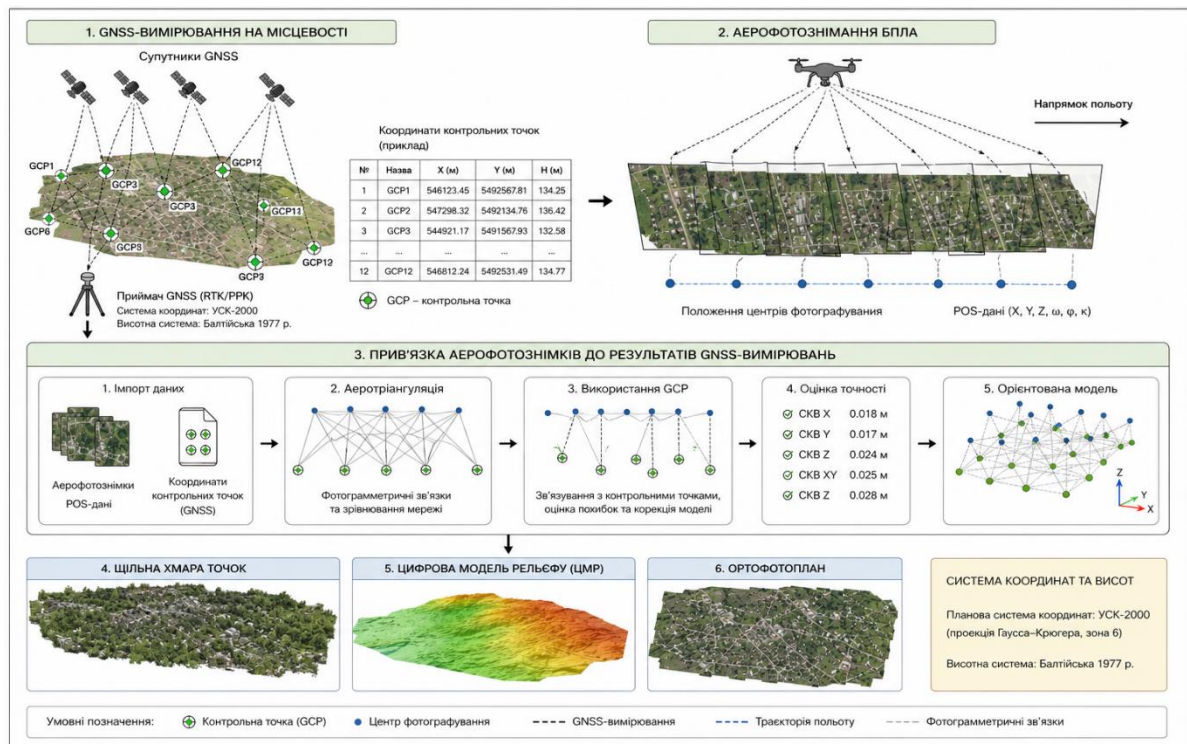 1. GNSS-ВИМІРЮВАННЯ НА МІСЦЕВОСТІ
Супутники GNSS
GCP1
GCP3
GCP12
GCP3
GCP13
GCP6
GCP8
GCP3
GCP12
Приймач GNSS (RTK/PPK)
Система координат: УСК-2000
Висотна система: Балтійська 1977 р.
Координати контрольних точок
(приклад)
№ Назва X (м) Y (м) H (м)
1 GCP1 546123.45 5492567.81 134.25
2 GCP2 547298.32 5492134.76 136.42
3 GCP3 544921.17 5491567.93 132.58
... ... ... ... ...
12 GCP12 546812.24 5492531.49 134.77
GCP – контрольна точка
2. АЕРОФОТОЗНІМАННЯ БПЛА
Напрямок польоту
Положення центрів фотографування
POS-дані (X, Y, Z, ω, φ, κ)
3. ПРИВ'ЯЗКА АЕРОФОТОЗНІМКІВ ДО РЕЗУЛЬТАТІВ GNSS-ВИМІРЮВАНЬ
1. Імпорт даних
Аерофотознімки
POS-дані
Координати
контрольних точок
(GNSS)
2. Аеротріангуляція
Фотограмметричні зв'язки
та зрівнювання мережі
3. Використання GCP
Зв'язування з контрольними точками,
оцінка похибок та корекція моделі
4. Оцінка точності
СКВ X 0.018 м
СКВ Y 0.017 м
СКВ Z 0.024 м
СКВ XY 0.025 м
СКВ Z 0.028 м
5. Орієнтована модель
Z
Y
X
4. ЩІЛЬНА ХМАРА ТОЧОК
5. ЦИФРОВА МОДЕЛЬ РЕЛЬЄФУ (ЦМР)
6. ОРТОФОТОПЛАН
СИСТЕМА КООРДИНАТ ТА ВИСОТ
Планова система координат: УСК-2000
(проекція Гаусса–Крюгера, зона 6)
Висотна система: Балтійська 1977 р.
Умовні позначення:
Контрольна точка (GCP)
Центр фотографування
GNSS-вимірювання
Траєкторія польоту
Фотограмметричні зв'язки